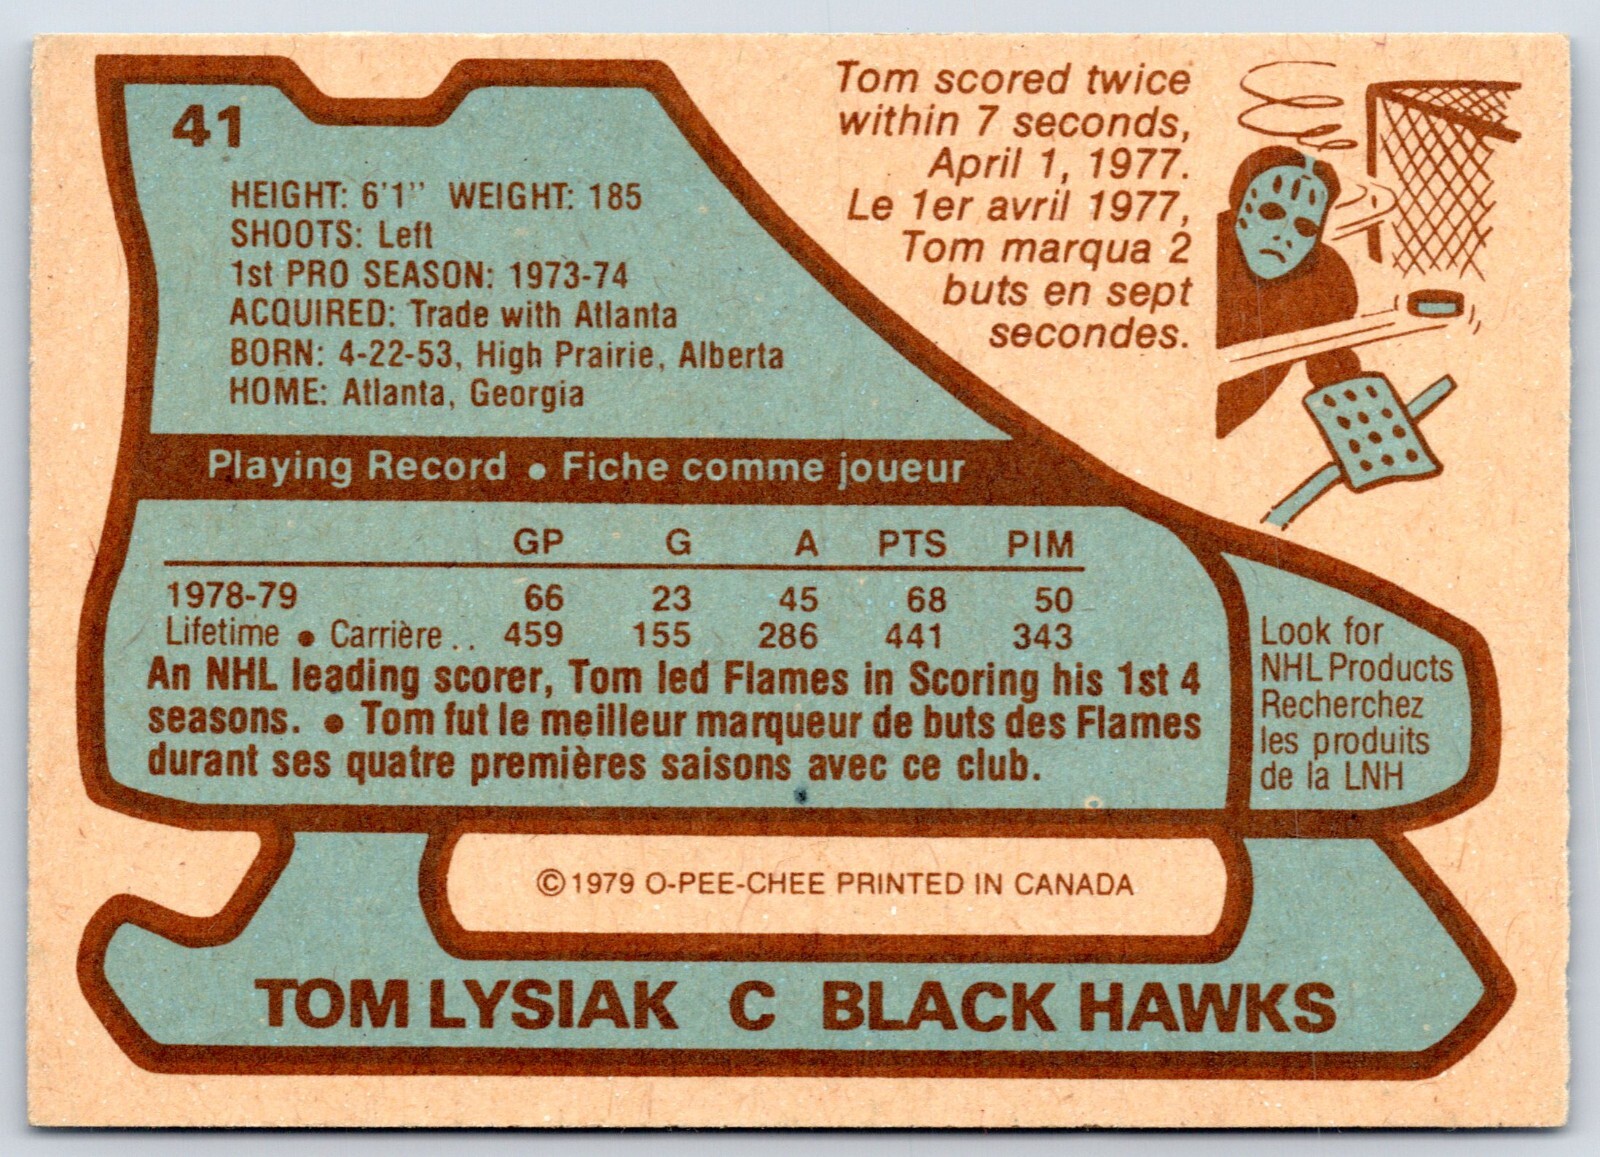 41
HEIGHT: 6'1" WEIGHT: 185
SHOOTS: Left
1st PRO SEASON: 1973-74
ACQUIRED: Trade with Atlanta
BORN: 4-22-53, High Prairie, Alberta
HOME: Atlanta, Georgia
Tom scored twice
within 7 seconds,
April 1, 1977.
Le 1er avril 1977,
Tom marqua 2
buts en sept
secondes.
Playing Record • Fiche comme joueur
GP G A PTS PIM
1978-79 66 23 45 68 50
Lifetime • Carrière .. 459 155 286 441 343
An NHL leading scorer, Tom led Flames in Scoring his 1st 4
seasons. • Tom fut le meilleur marqueur de buts des Flames
durant ses quatre premières saisons avec ce club.
Look for
NHL Products
Recherchez
les produits
de la LNH
© 1979 O-PEE-CHEE PRINTED IN CANADA
TOM LYSIAK C BLACK HAWKS